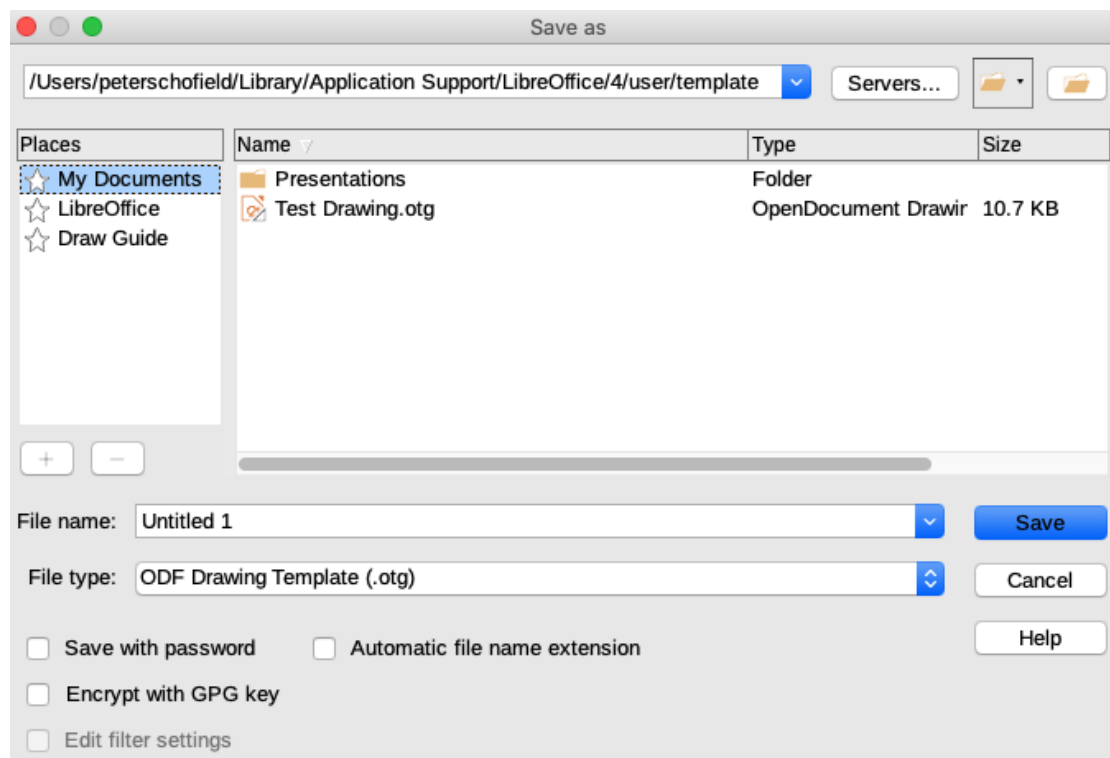 Save as
/Users/peterschofield/Library/Application Support/LibreOffice/4/user/template
Servers...
Places
Name
Type
Size
My Documents
Presentations
Folder
LibreOffice
Test Drawing.otg
OpenDocument Drawir
10.7 KB
Draw Guide
File name:
Untitled 1
Save
File type:
ODF Drawing Template (.otg)
Cancel
Save with password
Automatic file name extension
Help
Encrypt with GPG key
Edit filter settings